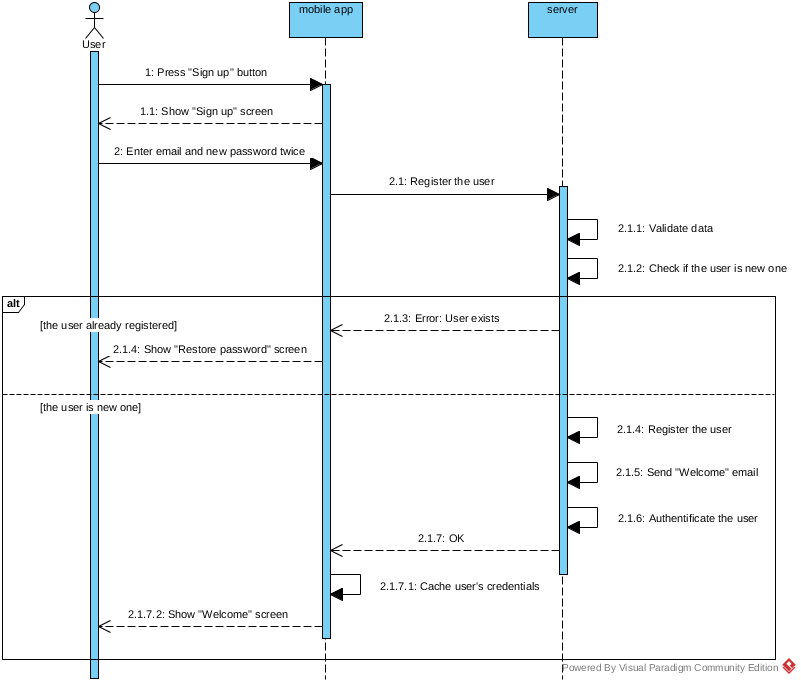 mobile app
server
User
1: Press "Sign up" button
1.1: Show "Sign up" screen
2: Enter email and new password twice
2.1: Register the user
2.1.1: Validate data
2.1.2: Check if the user is new one
alt
[the user already registered]
2.1.3: Error: User exists
2.1.4: Show "Restore password" screen
[the user is new one]
2.1.4: Register the user
2.1.5: Send "Welcome" email
2.1.6: Authentificate the user
2.1.7: OK
2.1.7.1: Cache user's credentials
2.1.7.2: Show "Welcome" screen
Powered By Visual Paradigm Community Edition